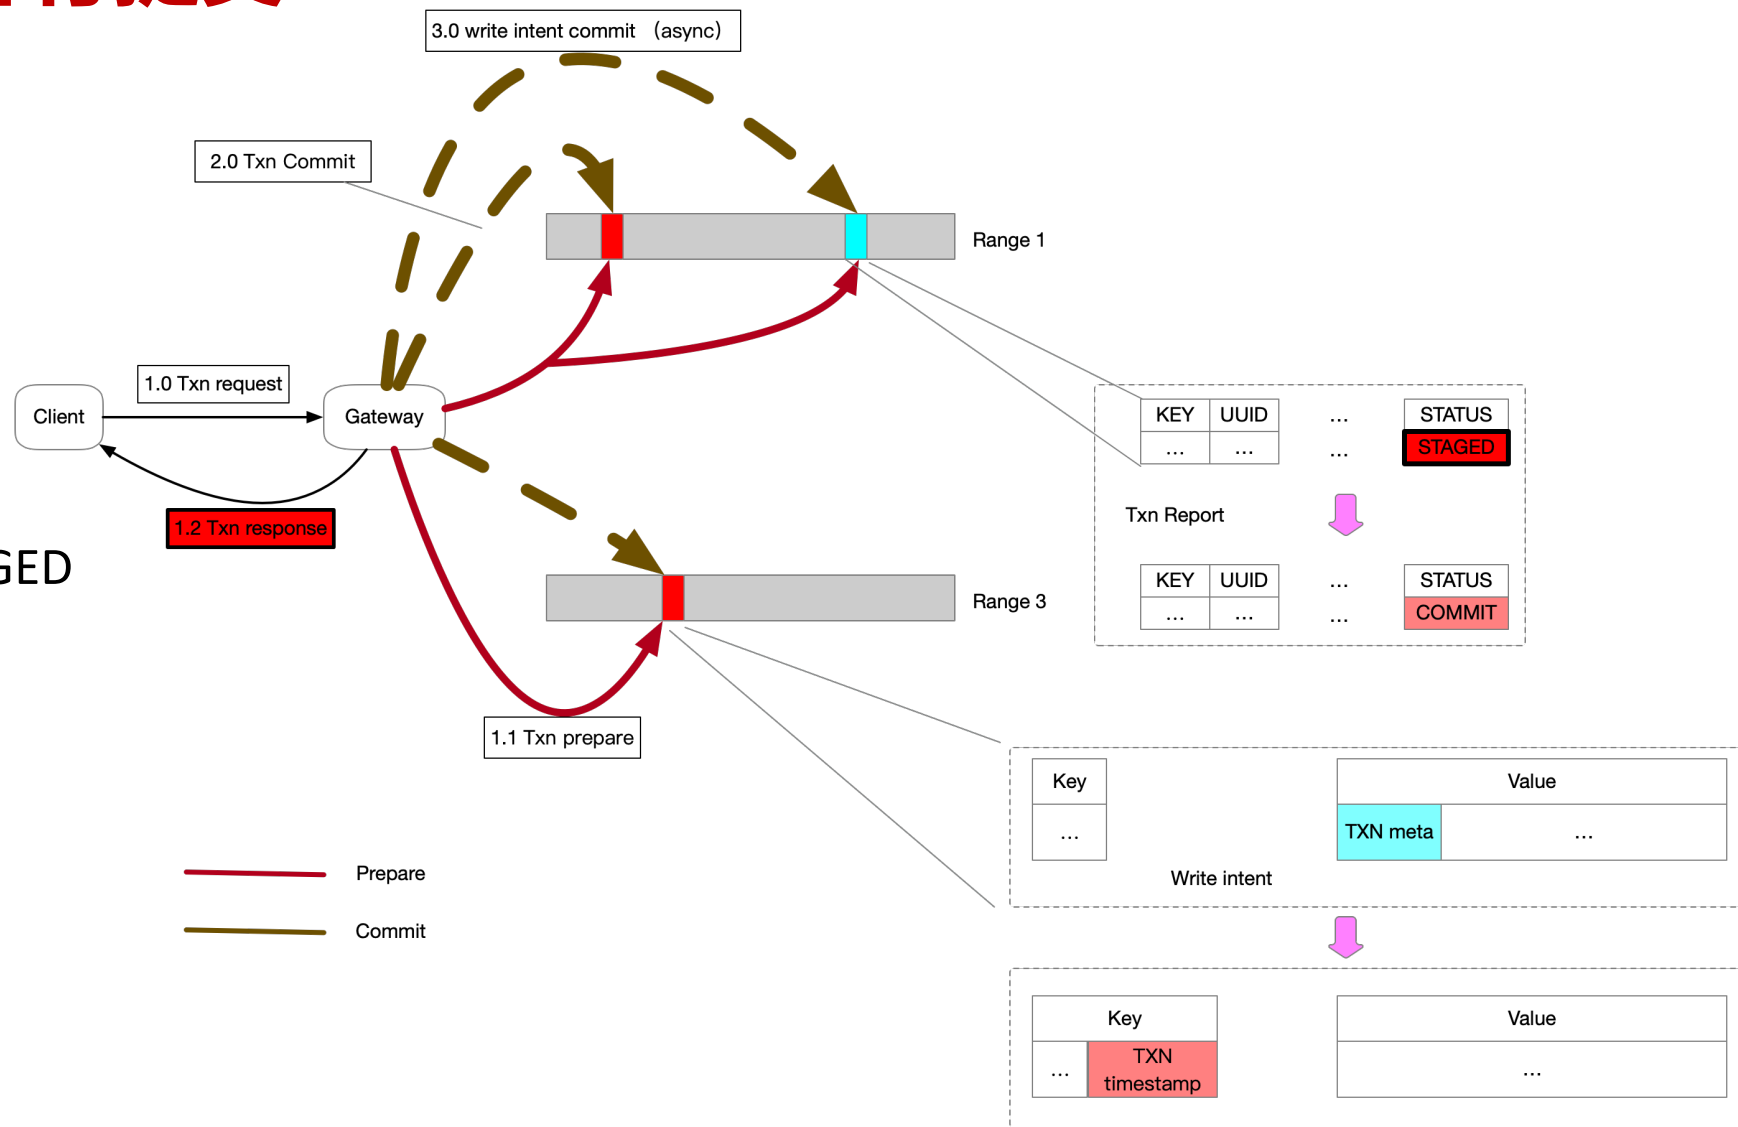 3.0 write intent commit （async）
2.0 Txn Commit
Range 1
1.0 Txn request
Client
Gateway
1.2 Txn response
GED
KEY UUID ... STATUS
... ... ... STAGED
Txn Report
KEY UUID ... STATUS
... ... ... COMMIT
Range 3
1.1 Txn prepare
Key Value
... TXN meta ...
Write intent
Prepare
Commit
Key Value
... TXN
timestamp ...